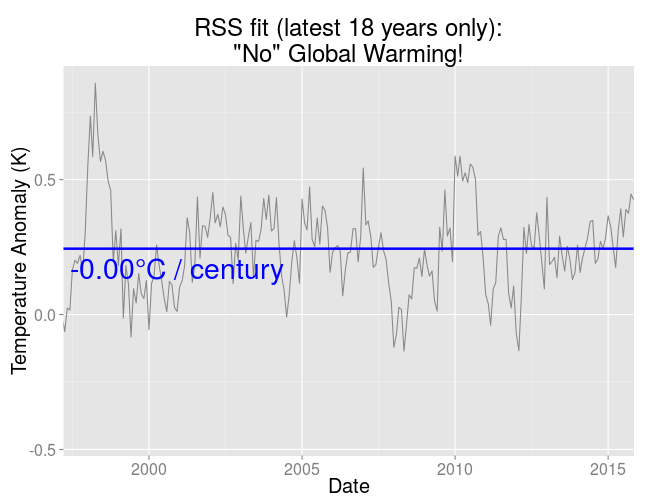 RSS fit (latest 18 years only):
"No" Global Warming!
Temperature Anomaly (K)
0.5
0.0
-0.5
-0.00°C / century
2000
2005
2010
2015
Date